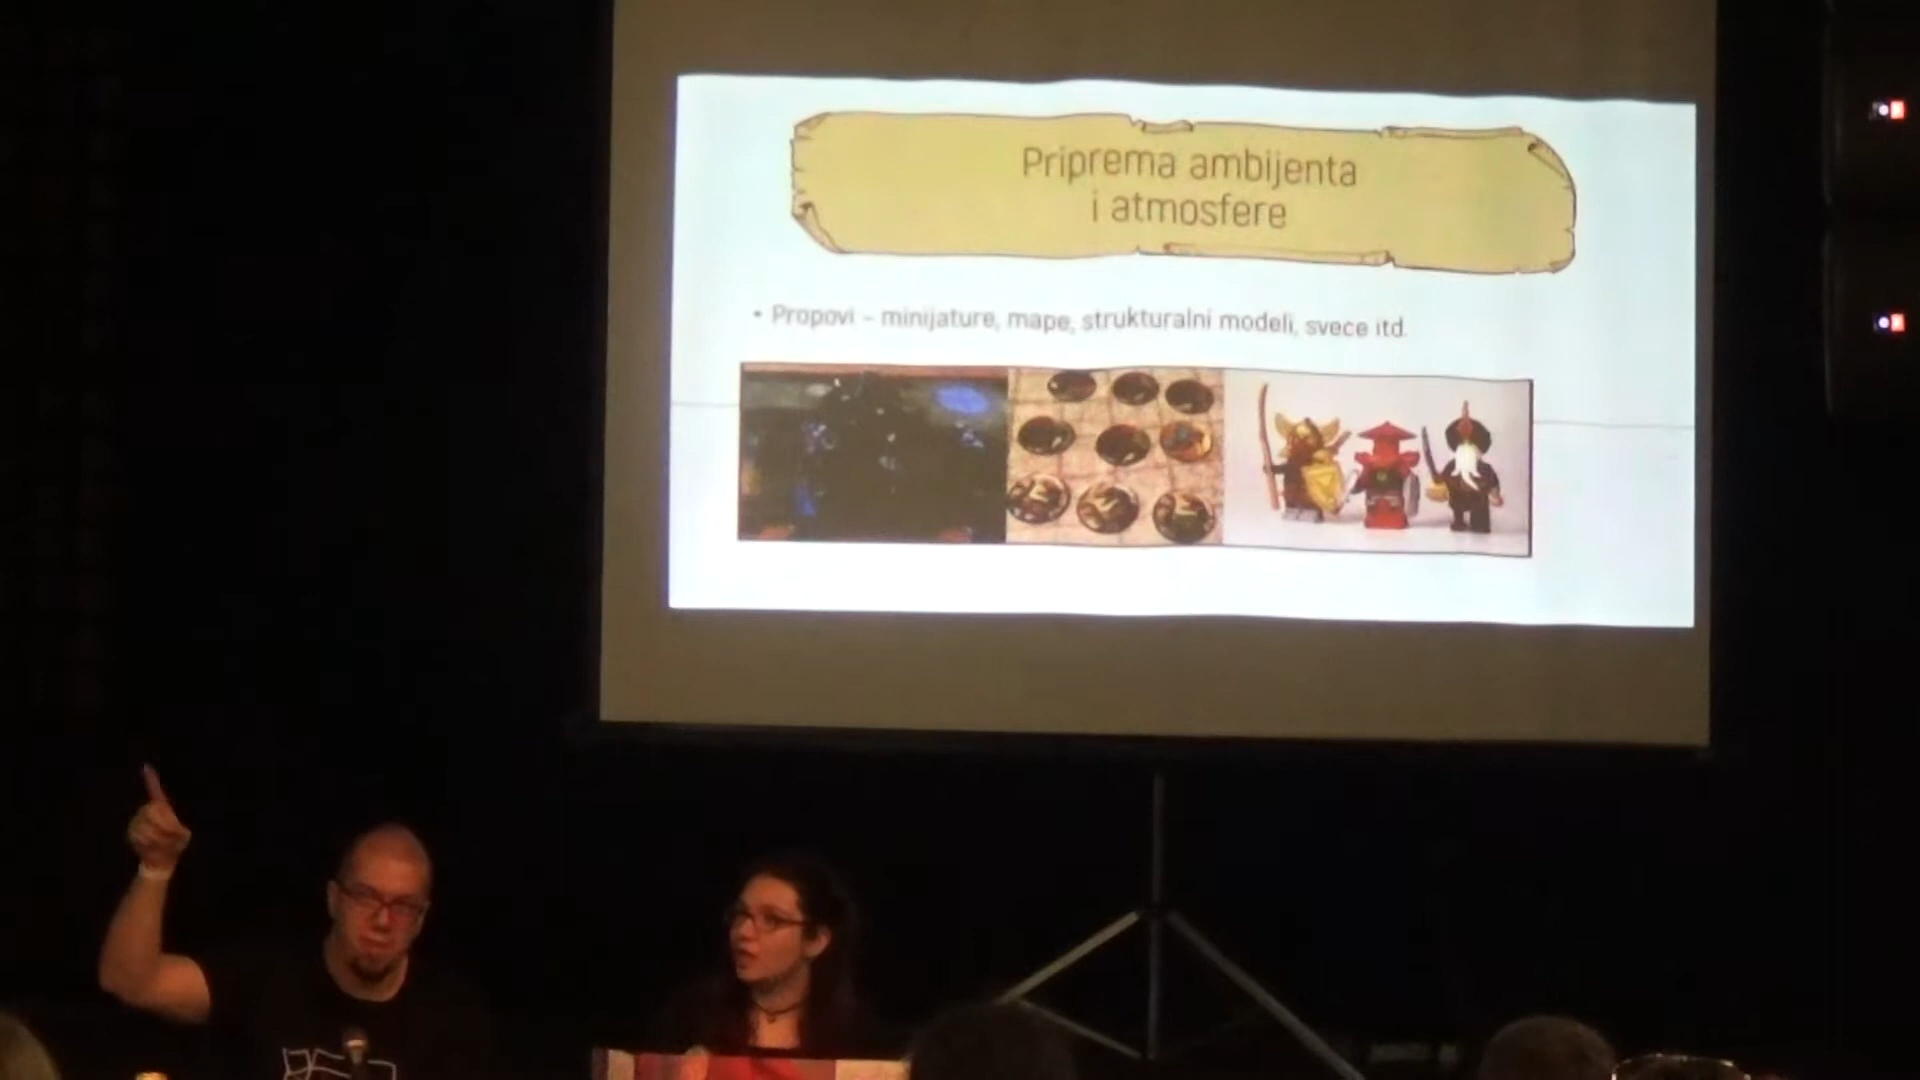 Priprema ambijenta
i atmosfere
• Propovi – minijature, mape, strukturalni modeli, svece itd.